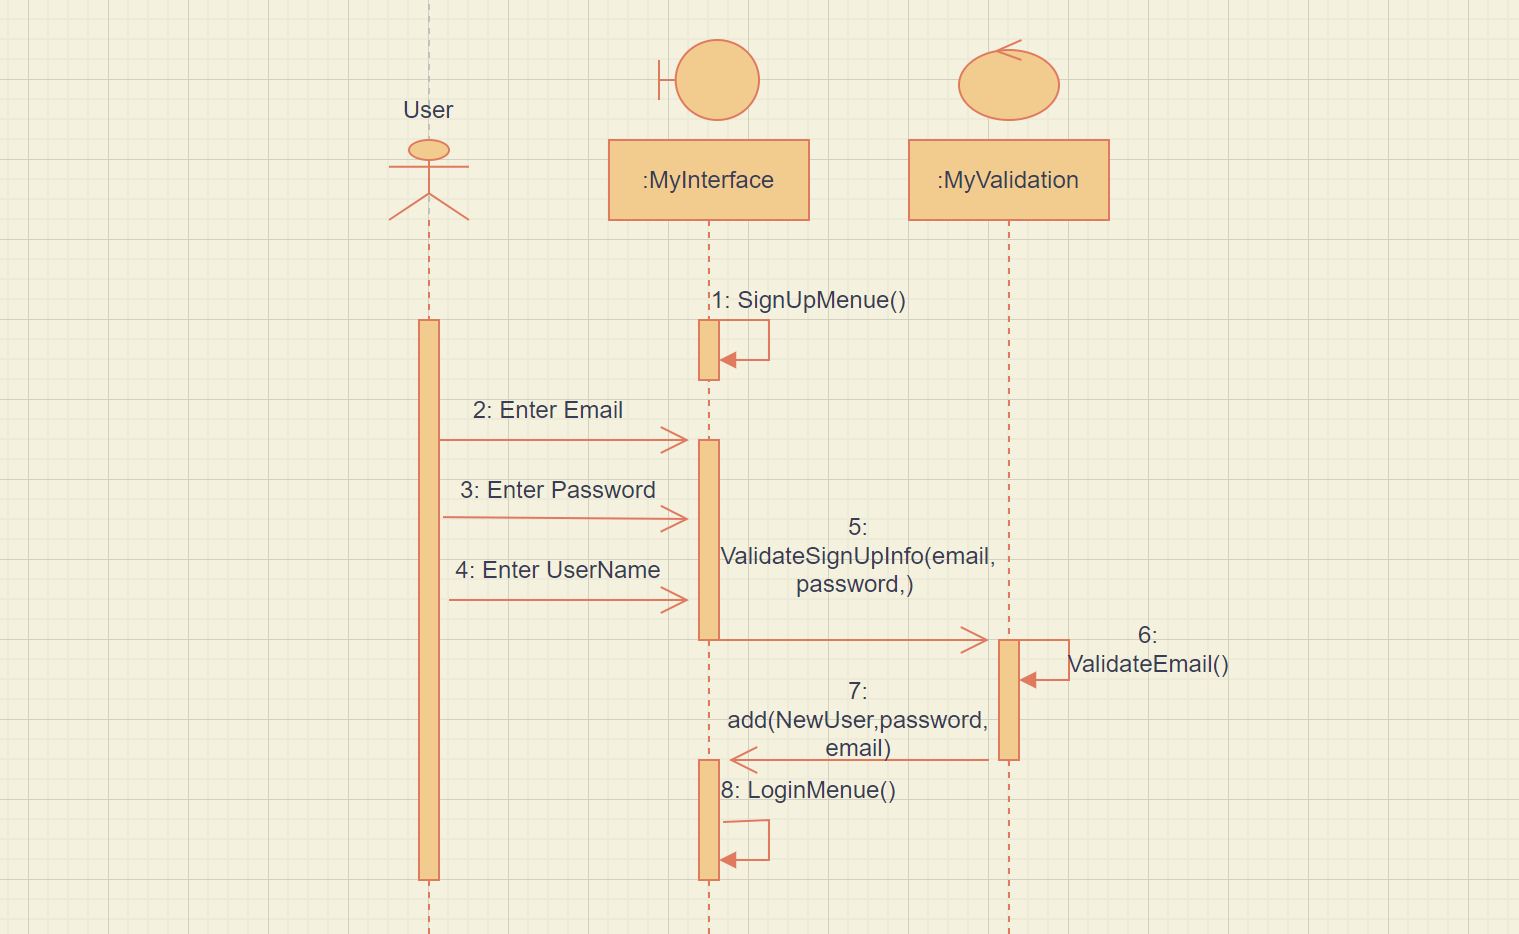 User
:MyInterface
:MyValidation
1: SignUpMenue()
2: Enter Email
3: Enter Password
4: Enter UserName
5:
ValidateSignUpInfo(email,
password,)
6:
ValidateEmail()
7:
add(NewUser,password,
email)
8: LoginMenue()